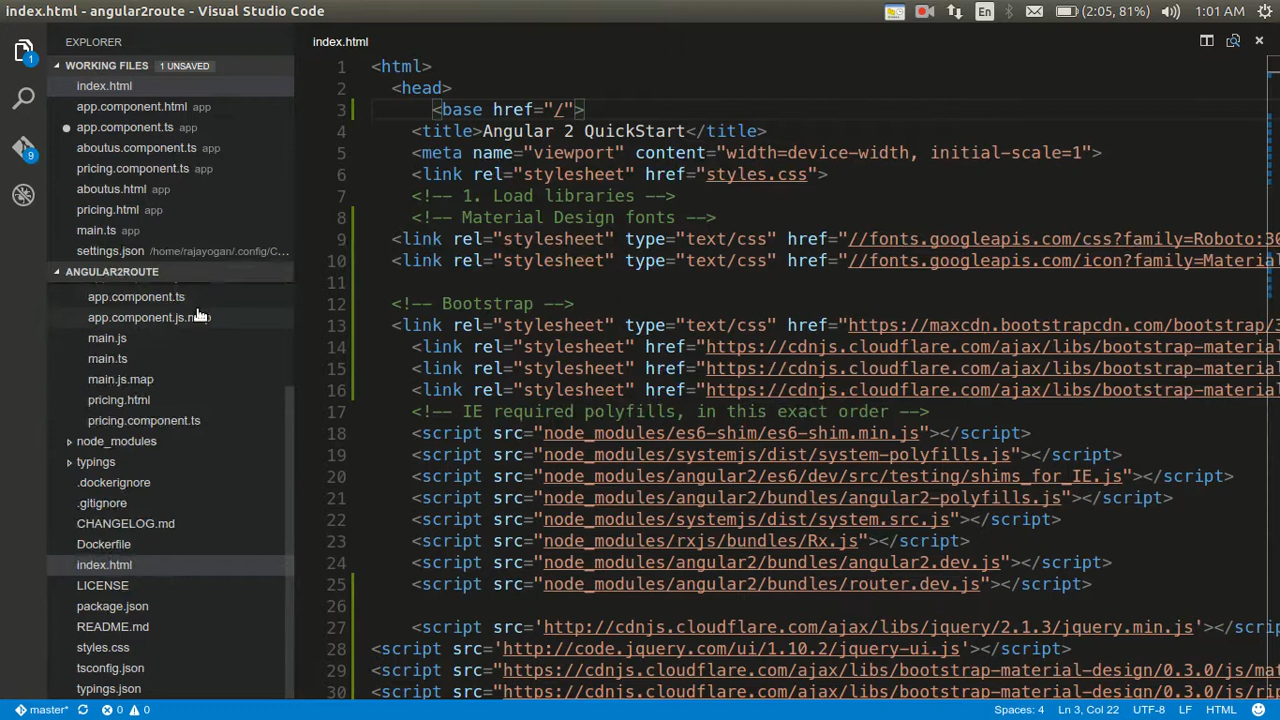 index.html - angular2route - Visual Studio Code
En
(2:05, 81%)
1:01 AM
EXPLORER
WORKING FILES 1 UNSAVED
index.html
app.component.html app
app.component.ts app
aboutus.component.ts app
pricing.component.ts app
aboutus.html app
pricing.html app
main.ts app
settings.json /home/rajayogan/.config/C...
ANGULAR2ROUTE
app.component.ts
app.component.js.map
main.js
main.ts
main.js.map
pricing.html
pricing.component.ts
node_modules
typings
.dockerignore
.gitignore
CHANGELOG.md
Dockerfile
index.html
LICENSE
package.json
README.md
styles.css
tsconfig.json
typings.json
1
9
index.html
1 <html>
2 <head>
3 <base href="/">
4 <title>Angular 2 QuickStart</title>
5 <meta name="viewport" content="width=device-width, initial-scale=1">
6 <link rel="stylesheet" href="styles.css">
7 <!-- 1. Load libraries -->
8 <!-- Material Design fonts -->
9 <link rel="stylesheet" type="text/css" href="//fonts.googleapis.com/css?family=Roboto:30
10 <link rel="stylesheet" type="text/css" href="//fonts.googleapis.com/icon?family=Material
11
12 <!-- Bootstrap -->
13 <link rel="stylesheet" type="text/css" href="https://maxcdn.bootstrapcdn.com/bootstrap/3
14 <link rel="stylesheet" href="https://cdnjs.cloudflare.com/ajax/libs/bootstrap-material
15 <link rel="stylesheet" href="https://cdnjs.cloudflare.com/ajax/libs/bootstrap-material
16 <link rel="stylesheet" href="https://cdnjs.cloudflare.com/ajax/libs/bootstrap-material
17 <!-- IE required polyfills, in this exact order -->
18 <script src="node_modules/es6-shim/es6-shim.min.js"></script>
19 <script src="node_modules/systemjs/dist/system-polyfills.js"></script>
20 <script src="node_modules/angular2/es6/dev/src/testing/shims_for_IE.js"></script>
21 <script src="node_modules/angular2/bundles/angular2-polyfills.js"></script>
22 <script src="node_modules/systemjs/dist/system.src.js"></script>
23 <script src="node_modules/rxjs/bundles/Rx.js"></script>
24 <script src="node_modules/angular2/bundles/angular2.dev.js"></script>
25 <script src="node_modules/angular2/bundles/router.dev.js"></script>
26
27 <script src='http://cdnjs.cloudflare.com/ajax/libs/jquery/2.1.3/jquery.min.js'></scri
28 <script src='http://code.jquery.com/ui/1.10.2/jquery-ui.js'></script>
29 <script src="https://cdnjs.cloudflare.com/ajax/libs/bootstrap-material-design/0.3.0/js/mat
30 <script src="https://cdnjs.cloudflare.com/ajax/libs/bootstrap-material-design/0.3.0/js/rip
master* 0 0
Spaces: 4 Ln 3, Col 22 UTF-8 LF HTML